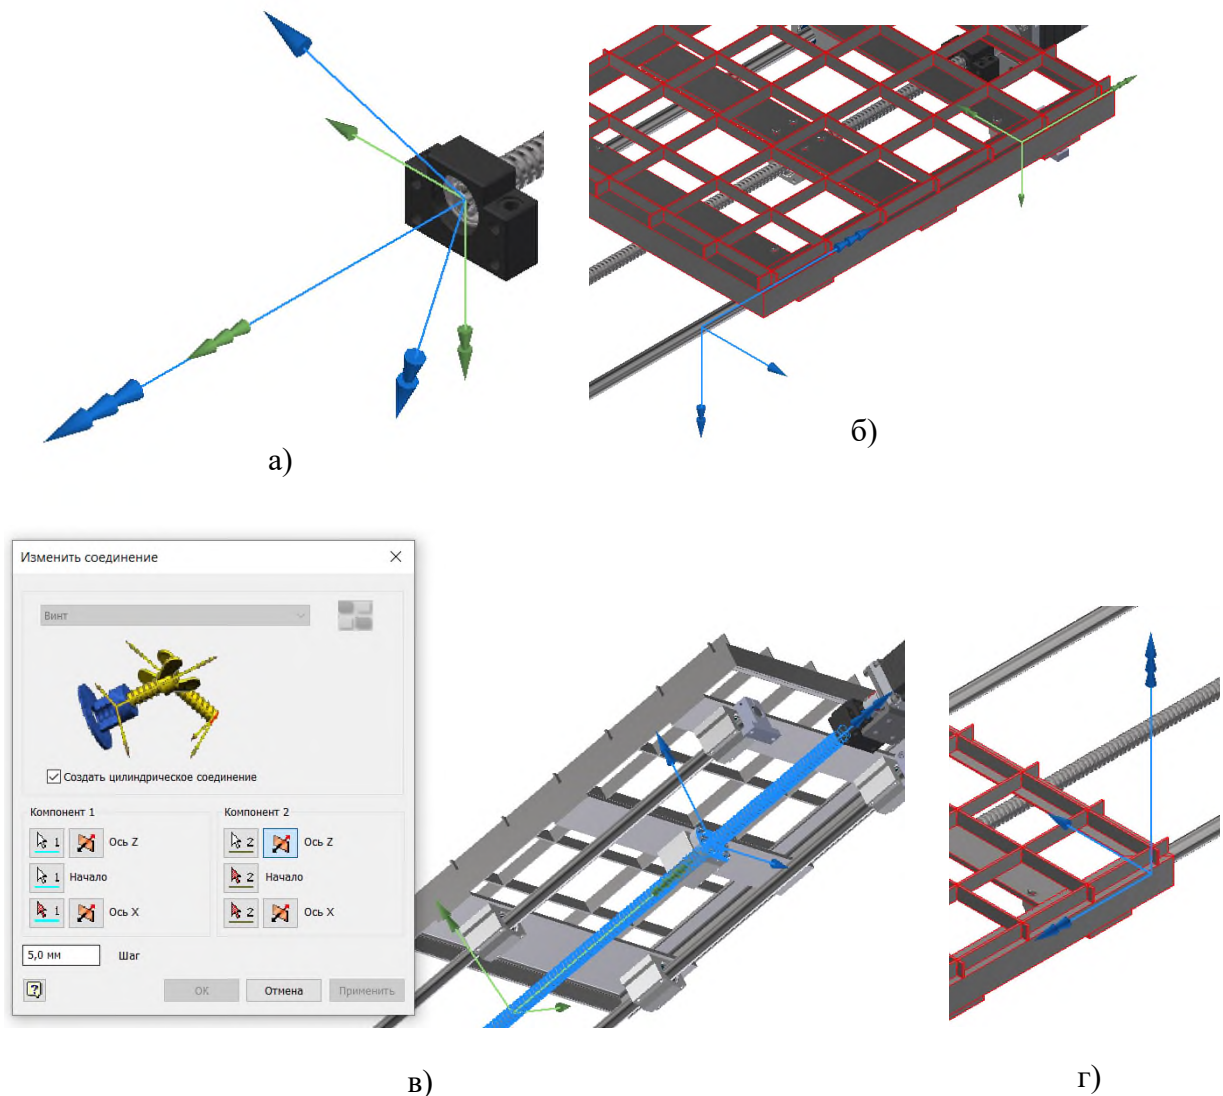 а)
б)
Изменить соединение
Винт
Создать цилиндрическое соединение
Компонент 1
Компонент 2
1 Ось Z
2 Ось Z
1 Начало
2 Начало
1 Ось X
2 Ось X
5,0 мм Шаг
? ОК Отмена Применить
в)
г)